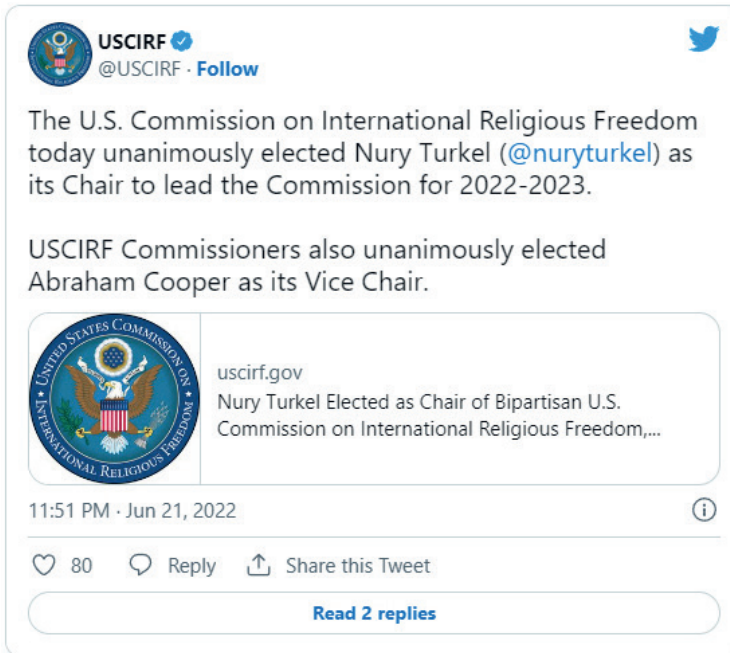 USCIRF
@USCIRF · Follow
The U.S. Commission on International Religious Freedom
today unanimously elected Nury Turkel (@nuryturkel) as
its Chair to lead the Commission for 2022-2023.
USCIRF Commissioners also unanimously elected
Abraham Cooper as its Vice Chair.
UNITED STATES COMMISSION ON
INTERNATIONAL RELIGIOUS FREEDOM
uscirf.gov
Nury Turkel Elected as Chair of Bipartisan U.S.
Commission on International Religious Freedom,...
11:51 PM · Jun 21, 2022
80 Reply Share this Tweet
Read 2 replies